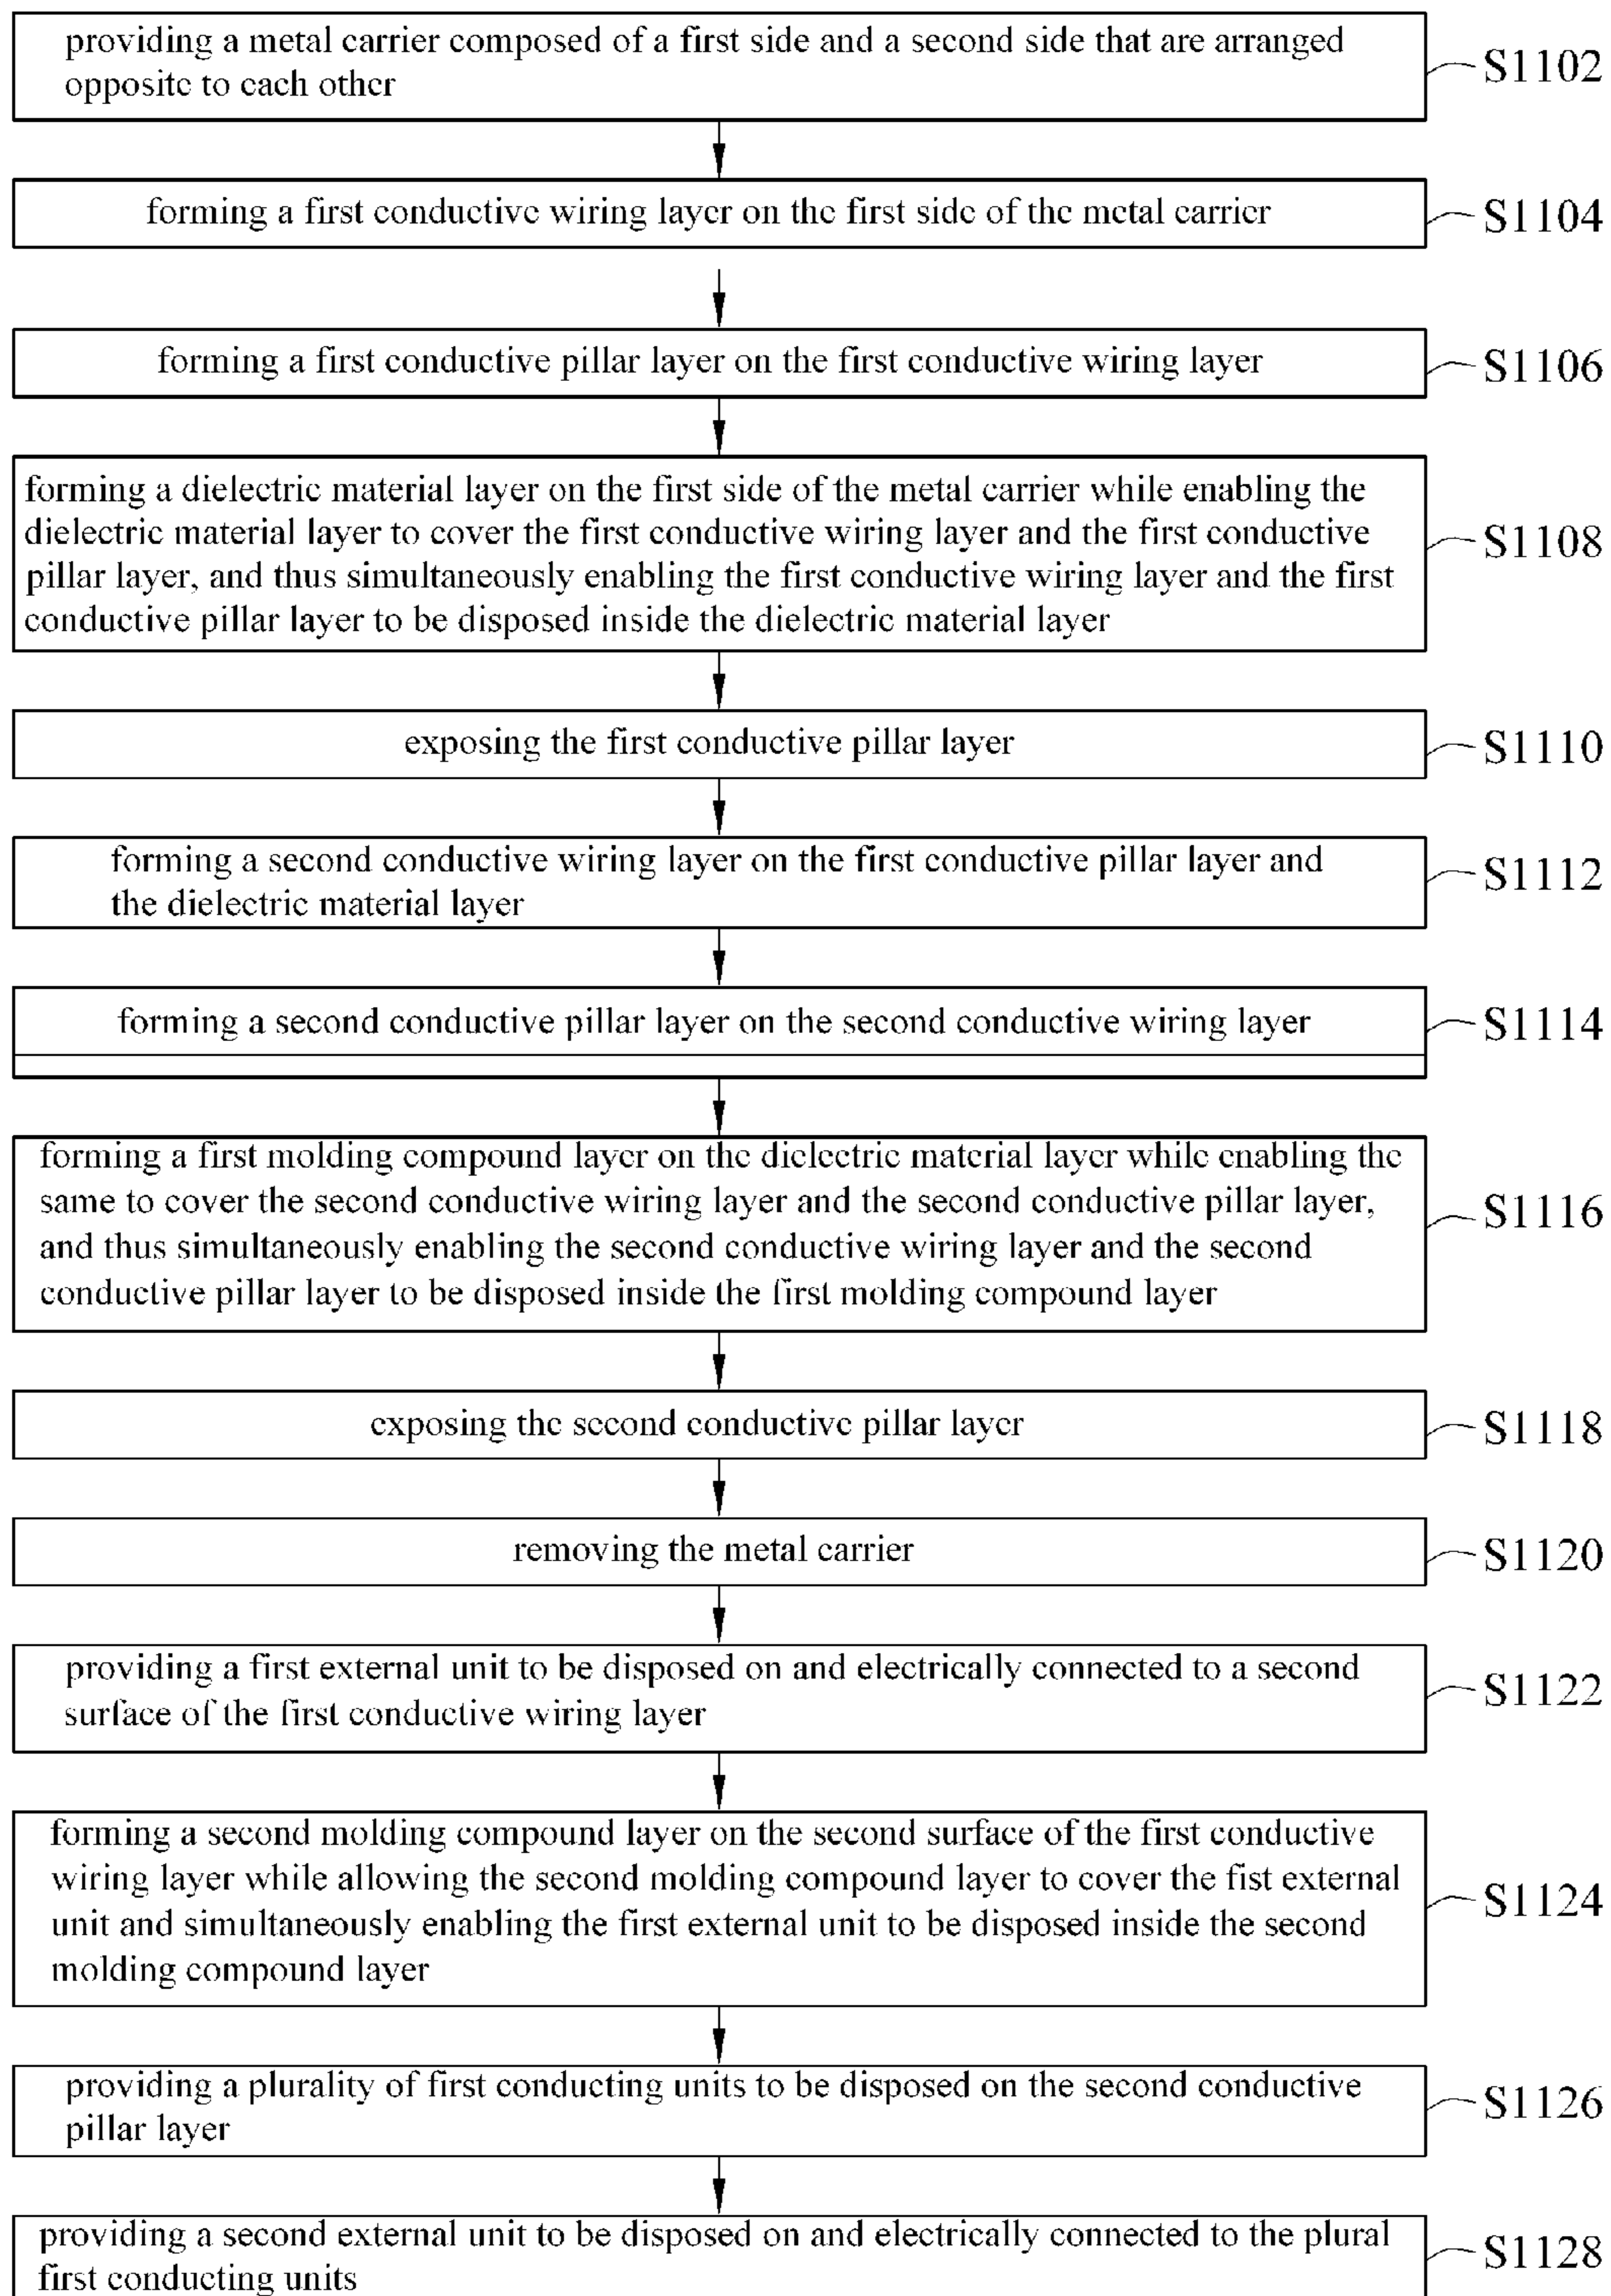 providing a metal carrier composed of a first side and a second side that are arranged
opposite to each other
S1102
forming a first conductive wiring layer on the first side of the metal carrier
S1104
forming a first conductive pillar layer on the first conductive wiring layer
S1106
forming a dielectric material layer on the first side of the metal carrier while enabling the
dielectric material layer to cover the first conductive wiring layer and the first conductive
pillar layer, and thus simultaneously enabling the first conductive wiring layer and the first
conductive pillar layer to be disposed inside the dielectric material layer
S1108
exposing the first conductive pillar layer
S1110
forming a second conductive wiring layer on the first conductive pillar layer and
the dielectric material layer
S1112
forming a second conductive pillar layer on the second conductive wiring layer
S1114
forming a first molding compound layer on the dielectric material layer while enabling the
same to cover the second conductive wiring layer and the second conductive pillar layer,
and thus simultaneously enabling the second conductive wiring layer and the second
conductive pillar layer to be disposed inside the first molding compound layer
S1116
exposing the second conductive pillar layer
S1118
removing the metal carrier
S1120
providing a first external unit to be disposed on and electrically connected to a second
surface of the first conductive wiring layer
S1122
forming a second molding compound layer on the second surface of the first conductive
wiring layer while allowing the second molding compound layer to cover the fist external
unit and simultaneously enabling the first external unit to be disposed inside the second
molding compound layer
S1124
providing a plurality of first conducting units to be disposed on the second conductive
pillar layer
S1126
providing a second external unit to be disposed on and electrically connected to the plural
first conducting units
S1128